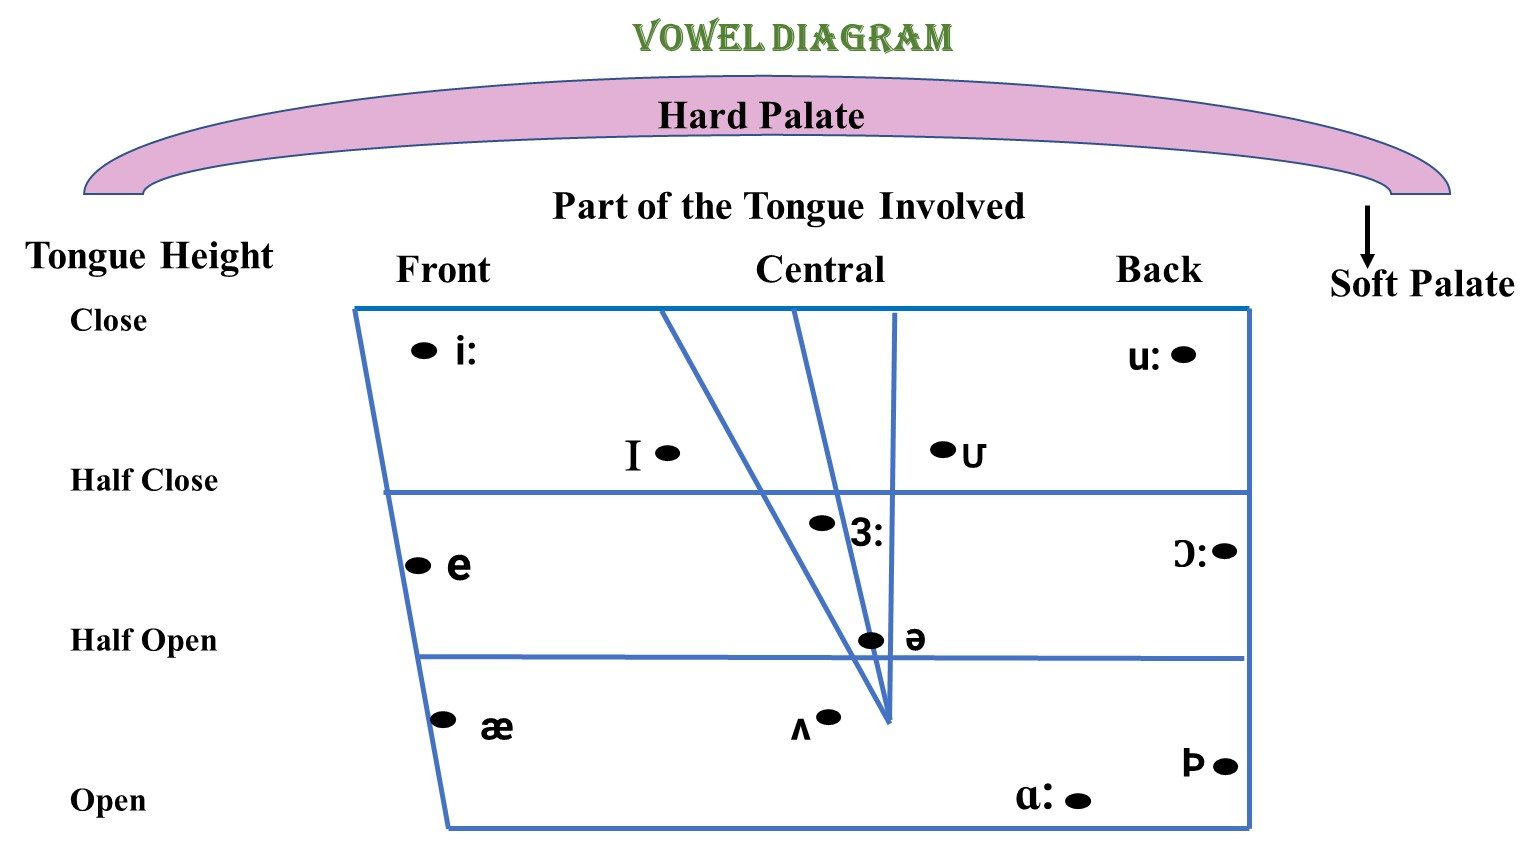 VOWEL DIAGRAM
Hard Palate
Part of the Tongue Involved
Tongue Height
Front Central Back
Soft Palate
Close
i: u:
I Ս
Half Close
3: ɔ:
e
Half Open ə
æ ʌ
Þ
Open ɑ: